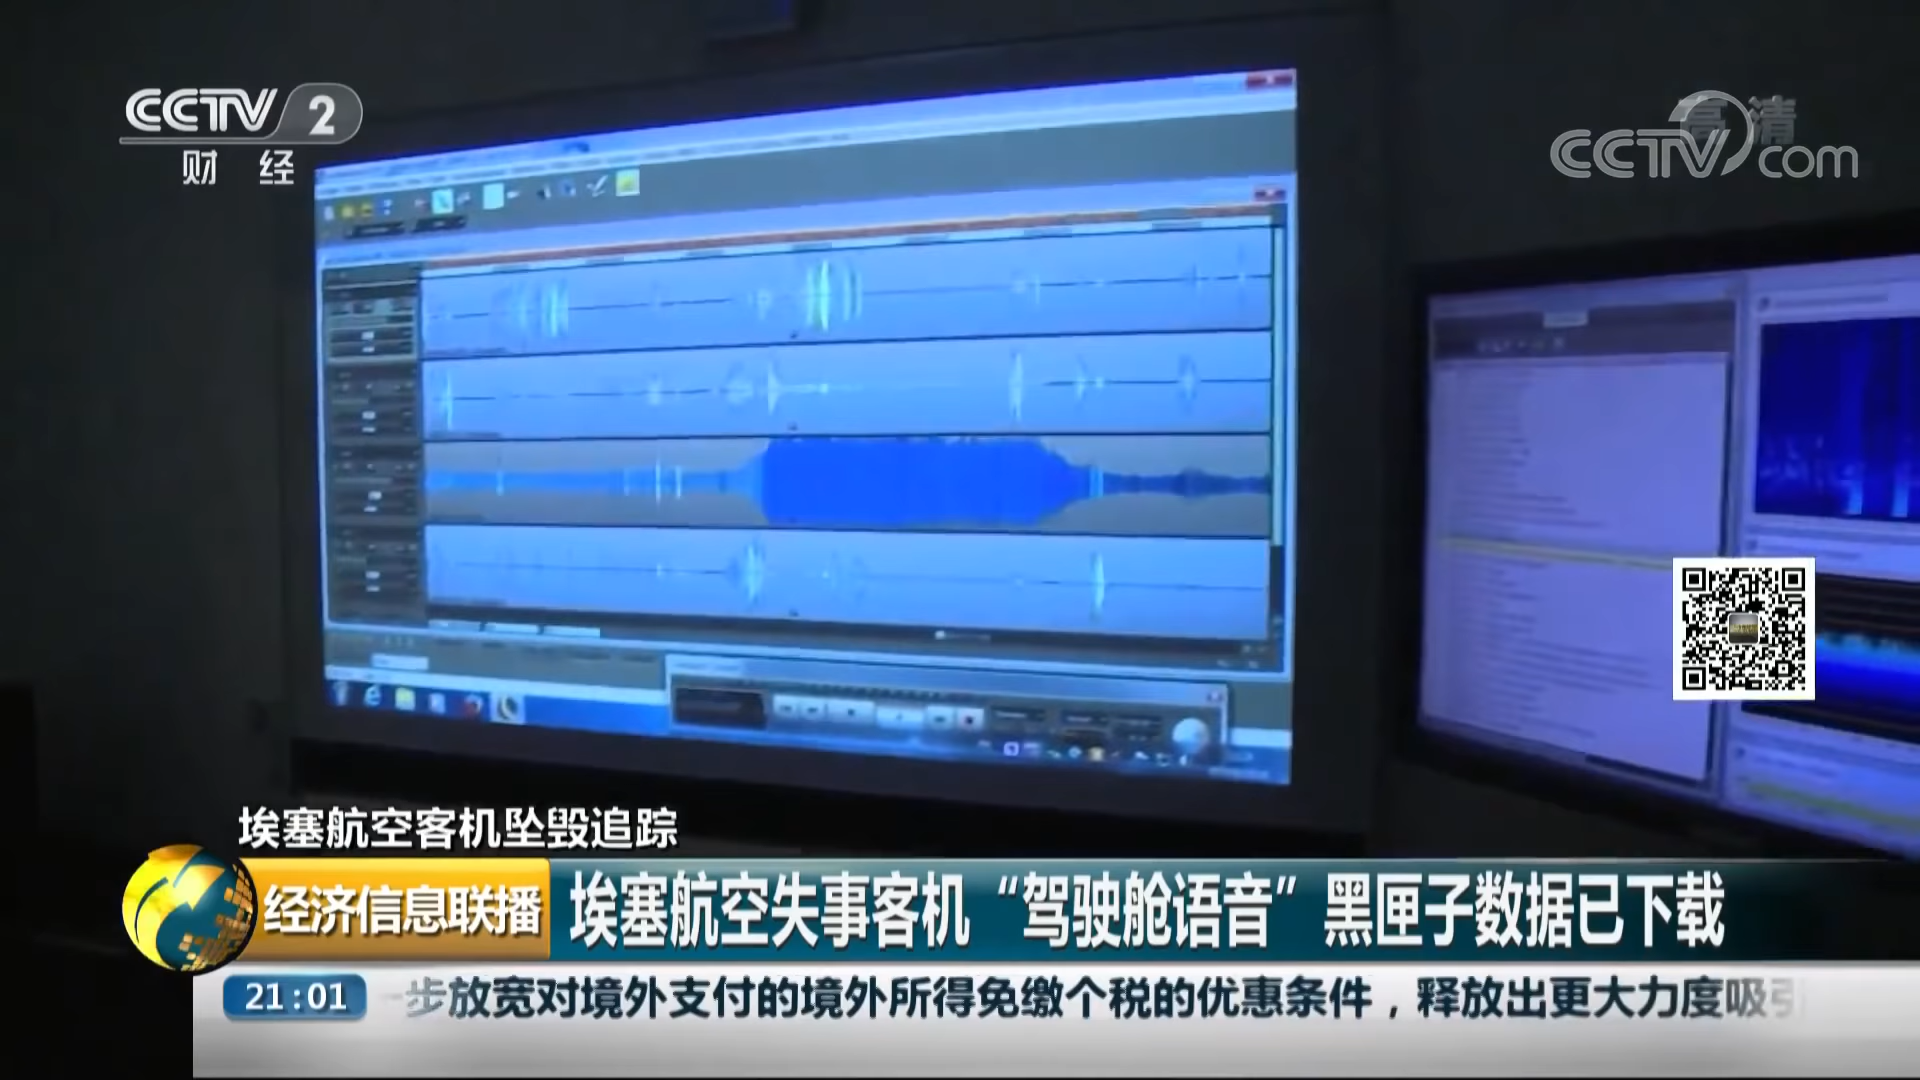 CCTV 2
财 经
高清
CCTV.com
埃塞航空客机坠毁追踪
经济信息联播
埃塞航空失事客机“驾驶舱语音”黑匣子数据已下载
21:01
一步放宽对境外支付的境外所得免缴个税的优惠条件，释放出更大力度吸引